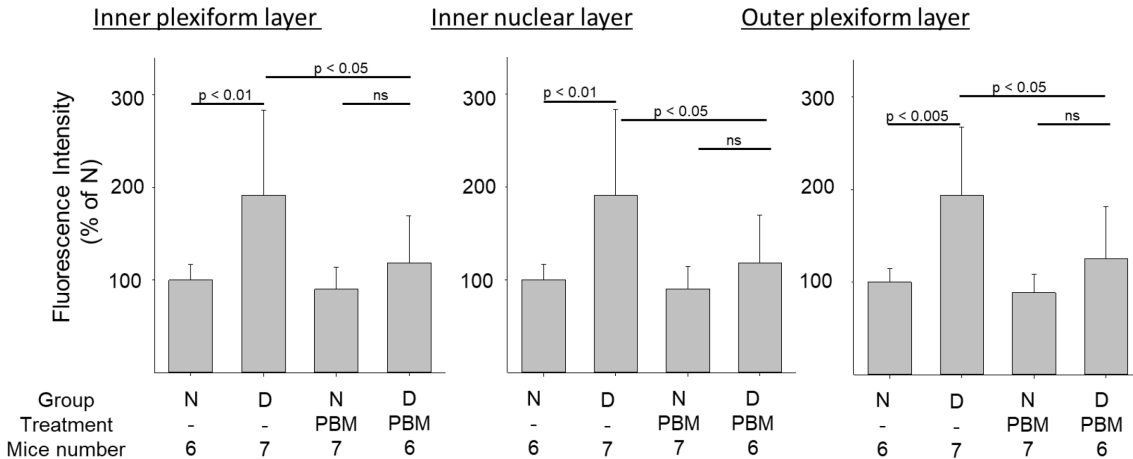 Inner plexiform layer
Inner nuclear layer
Outer plexiform layer
Fluorescence Intensity
(% of N)
300
200
100
p < 0.01
p < 0.05
ns
300
200
100
p < 0.01
p < 0.05
ns
300
200
100
p < 0.005
p < 0.05
ns
Group N D N D N D N D N D N D
Treatment - - PBM PBM - - PBM PBM - - PBM PBM
Mice number 6 7 7 6 6 7 7 6 6 7 7 6